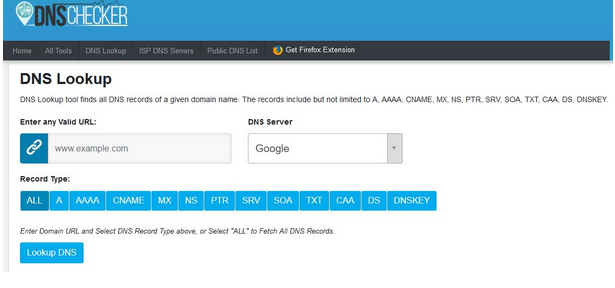 DNSCHECKER
Home All Tools DNS Lookup ISP DNS Servers Public DNS List Get Firefox Extension
DNS Lookup
DNS Lookup tool finds all DNS records of a given domain name. The records include but not limited to A, AAAA, CNAME, MX, NS, PTR, SRV, SOA, TXT, CAA, DS, DNSKEY.
Enter any Valid URL: DNS Server
www.example.com Google
Record Type:
ALL A AAAA CNAME MX NS PTR SRV SOA TXT CAA DS DNSKEY
Enter Domain URL and Select DNS Record Type above, or Select "ALL" to Fetch All DNS Records.
Lookup DNS